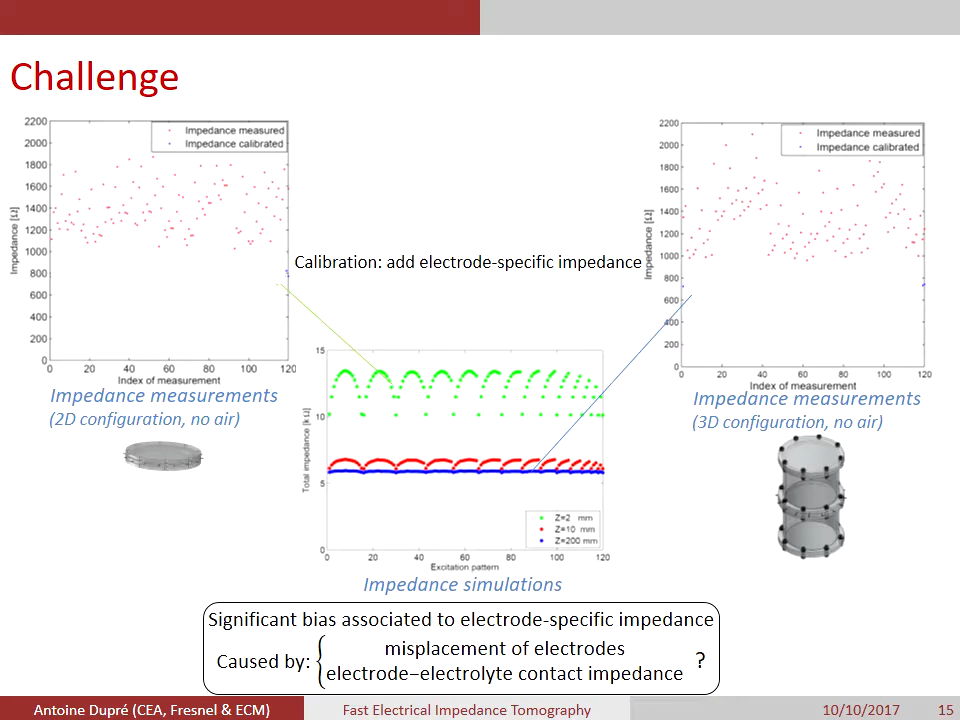 Challenge
2200
2000
1800
1600
1400
1200
1000
800
600
400
200
0
Impedance [Ω]
Impedance measured
Impedance calibrated
0 20 40 60 80 100 120
Index of measurement
Impedance measurements
(2D configuration, no air)
Calibration: add electrode-specific impedance
15
10
5
0
Total impedance [kΩ]
Z=2 mm
Z=10 mm
Z=200 mm
0 20 40 60 80 100 120
Excitation pattern
Impedance simulations
2200
2000
1800
1600
1400
1200
1000
800
600
400
200
0
Impedance [Ω]
Impedance measured
Impedance calibrated
0 20 40 60 80 100 120
Index of measurement
Impedance measurements
(3D configuration, no air)
Significant bias associated to electrode-specific impedance
Caused by: { misplacement of electrodes
electrode−electrolyte contact impedance ?
Antoine Dupré (CEA, Fresnel & ECM) Fast Electrical Impedance Tomography 10/10/2017 15